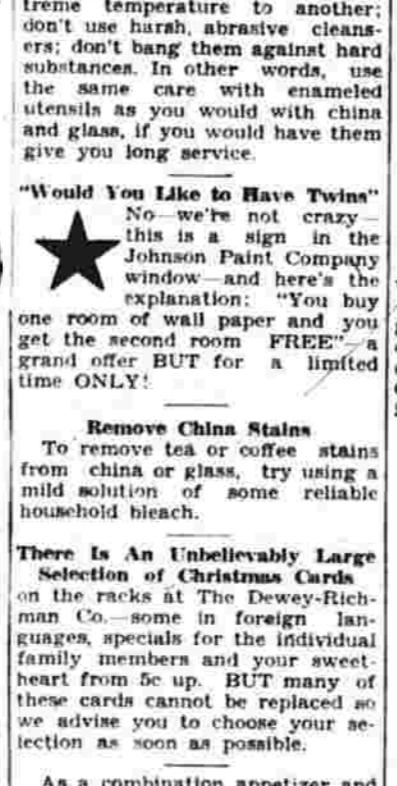 treme temperature to another;
don't use harsh, abrasive cleans-
ers; don't bang them against hard
substances. In other words, use
the same care with enameled
utensils as you would with china
and glass, if you would have them
give you long service.
"Would You Like to Have Twins"
No—we're not crazy—
this is a sign in the
Johnson Paint Company
window—and here's the
explanation: "You buy
one room of wall paper and you
get the second room FREE"—a
grand offer BUT for a limited
time ONLY!
Remove China Stains
To remove tea or coffee stains
from china or glass, try using a
mild solution of some reliable
household bleach.
There Is An Unbelievably Large
Selection of Christmas Cards
on the racks at The Dewey-Rich-
man Co.—some in foreign lan-
guages, specials for the individual
family members and your sweet-
heart from 5c up. BUT many of
these cards cannot be replaced so
we advise you to choose your se-
lection as soon as possible.
As a combination appetizer and